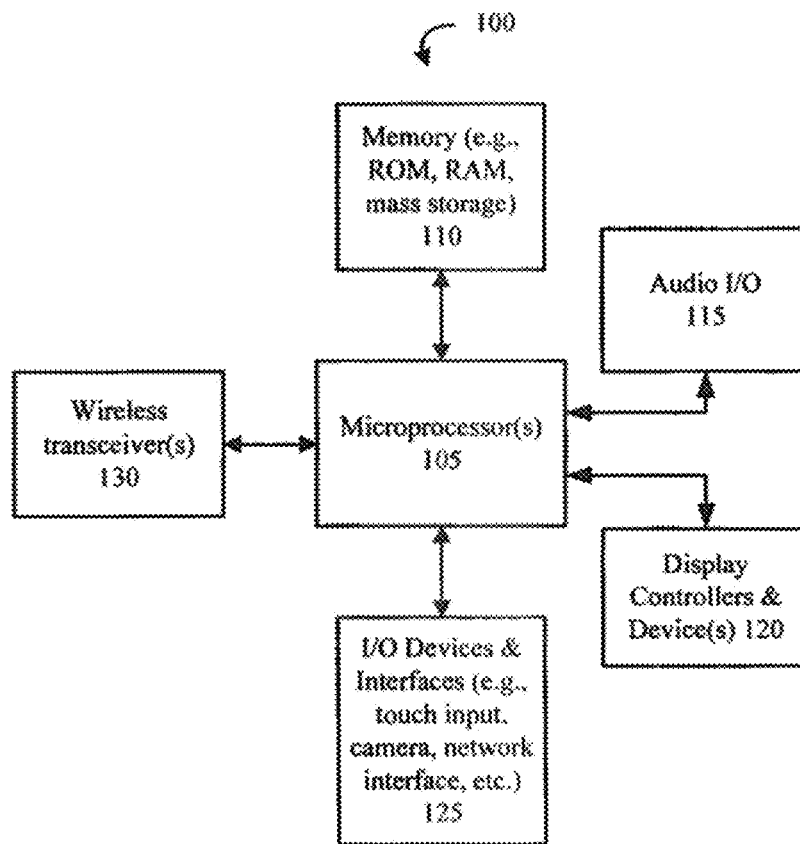 100
Memory (e.g.,
ROM, RAM,
mass storage)
110
Audio I/O
115
Wireless
transceiver(s)
130
Microprocessor(s)
105
Display
Controllers &
Device(s) 120
I/O Devices &
Interfaces (e.g.,
touch input,
camera, network
interface, etc.)
125